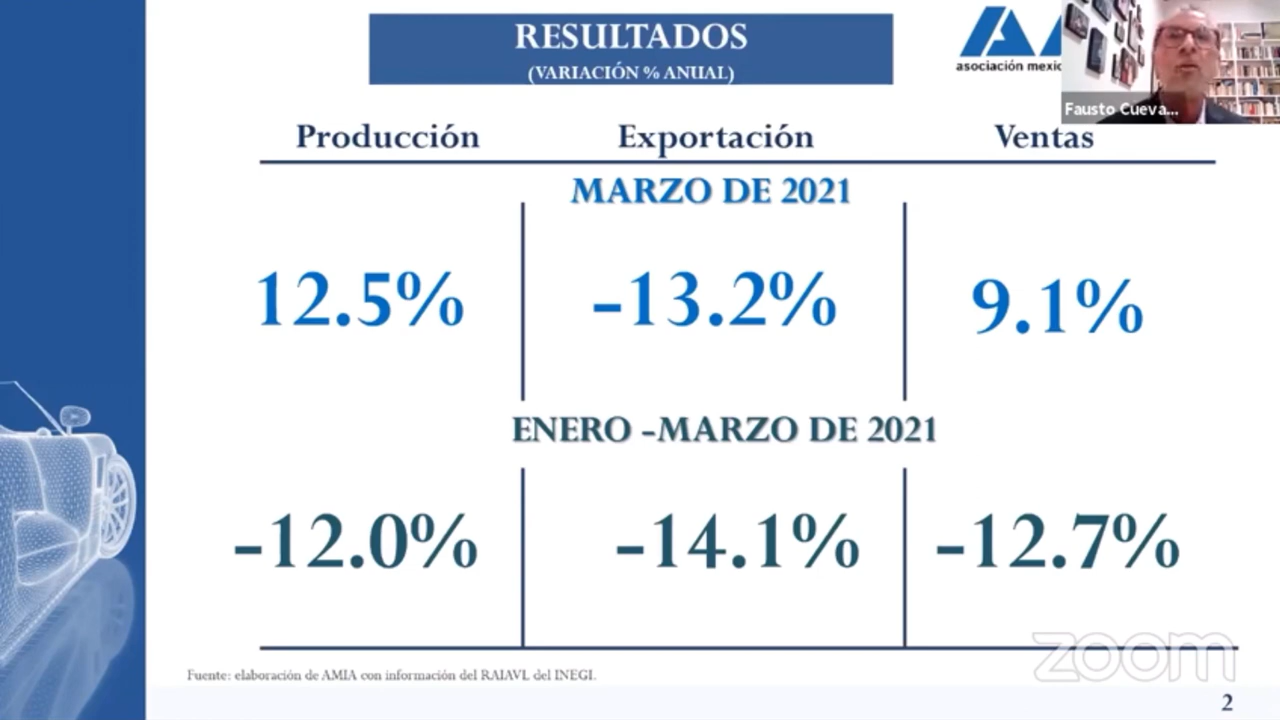 RESULTADOS
(VARIACIÓN % ANUAL)
asociación
Fausto Cueva...
Producción Exportación Ventas
MARZO DE 2021
12.5% -13.2% 9.1%
ENERO -MARZO DE 2021
-12.0% -14.1% -12.7%
zoom
Fuente: elaboración de AMIA con información del RAIAVL del INEGI.
2